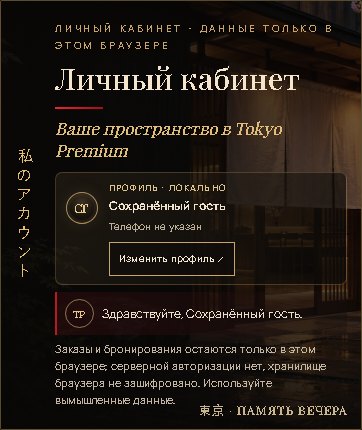 ЛИЧНЫЙ КАБИНЕТ · ДАННЫЕ ТОЛЬКО В
ЭТОМ БРАУЗЕРЕ
Личный кабинет
Ваше пространство в Tokyo
Premium
私のアカウント
ПРОФИЛЬ · ЛОКАЛЬНО
СГ
Сохранённый гость
Телефон не указан
Изменить профиль ✓
TP
Здравствуйте, Сохранённый гость.
Заказы и бронирования остаются только в этом
браузере; серверной авторизации нет, хранилище
браузера не зашифровано. Используйте
вымышленные данные.
東京 · ПАМЯТЬ ВЕЧЕРА